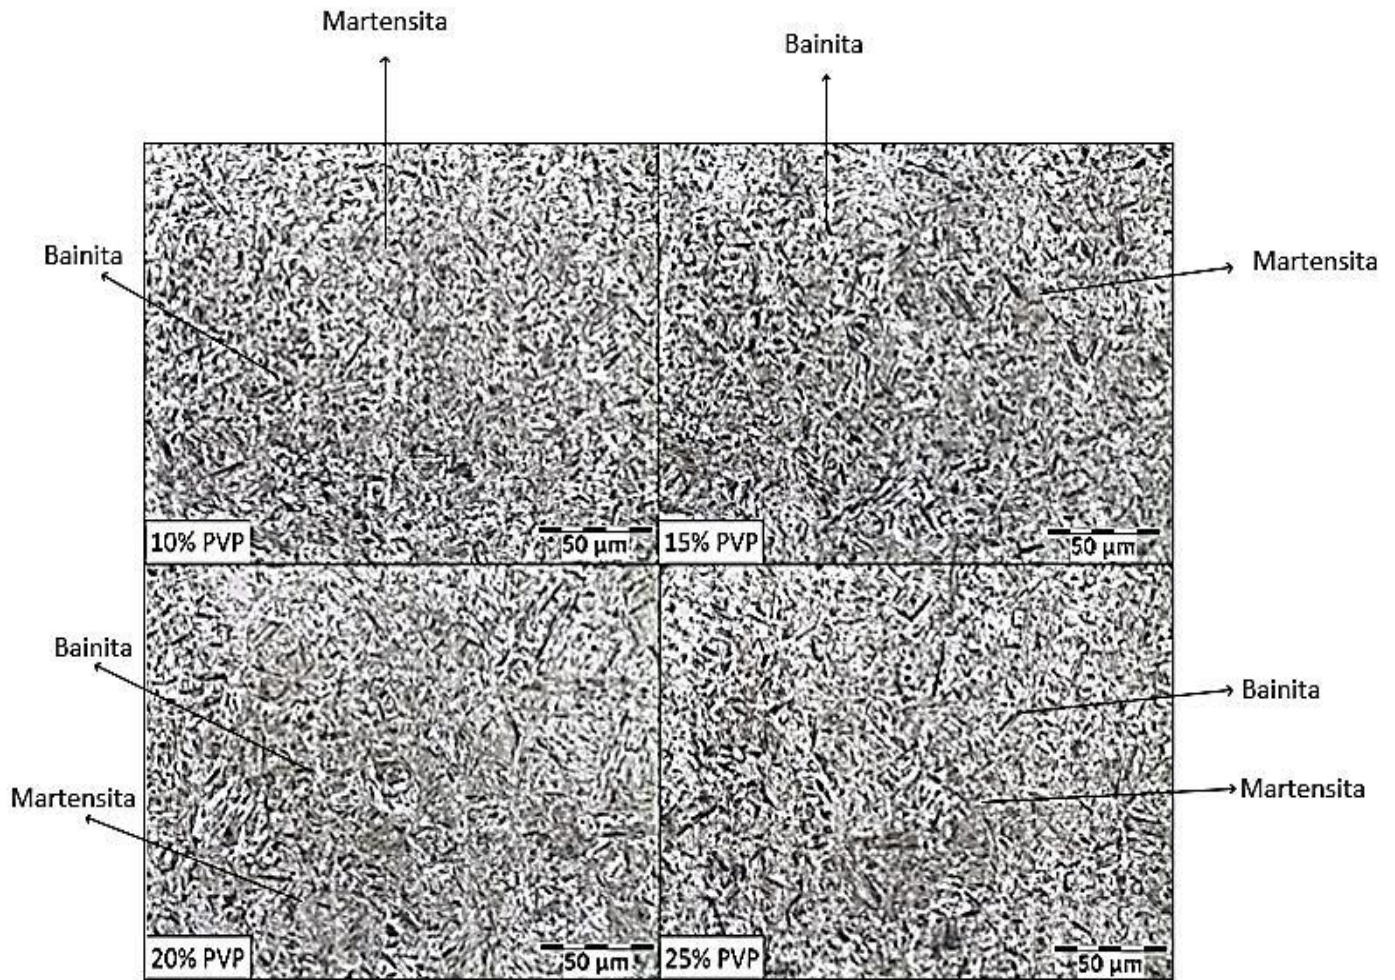 Martensita
Bainita
Bainita
Martensita
10% PVP
50 µm
15% PVP
50 µm
Bainita
Bainita
Martensita
Martensita
20% PVP
50 µm
25% PVP
50 µm